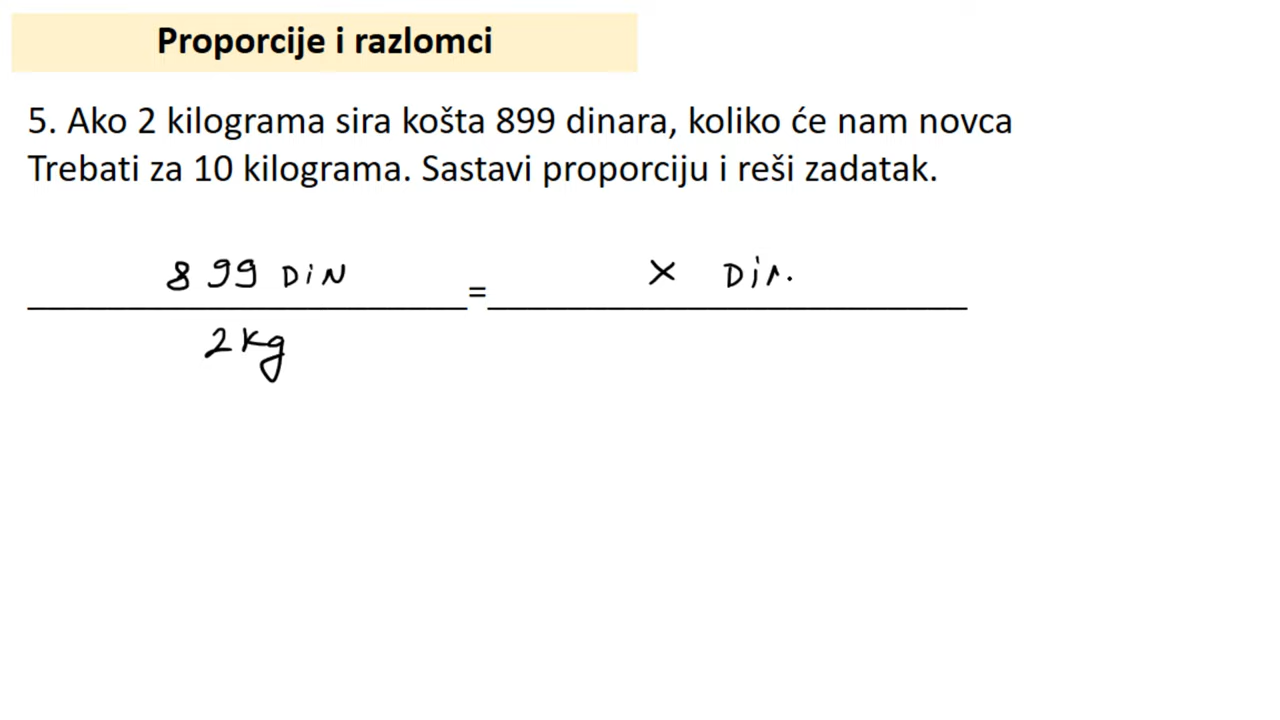 Proporcije i razlomci
5. Ako 2 kilograma sira košta 899 dinara, koliko će nam novca
Trebati za 10 kilograma. Sastavi proporciju i reši zadatak.
899 DiN = X Din.
2kg